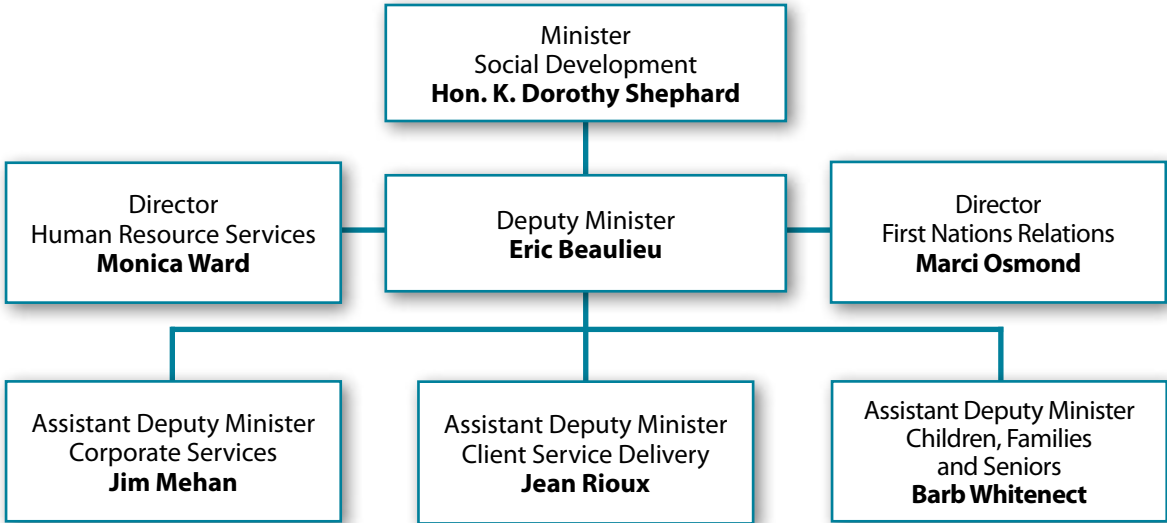 Minister
Social Development
Hon. K. Dorothy Shephard
Director
Human Resource Services
Monica Ward
Deputy Minister
Eric Beaulieu
Director
First Nations Relations
Marci Osmond
Assistant Deputy Minister
Corporate Services
Jim Mehan
Assistant Deputy Minister
Client Service Delivery
Jean Rioux
Assistant Deputy Minister
Children, Families
and Seniors
Barb Whitenect